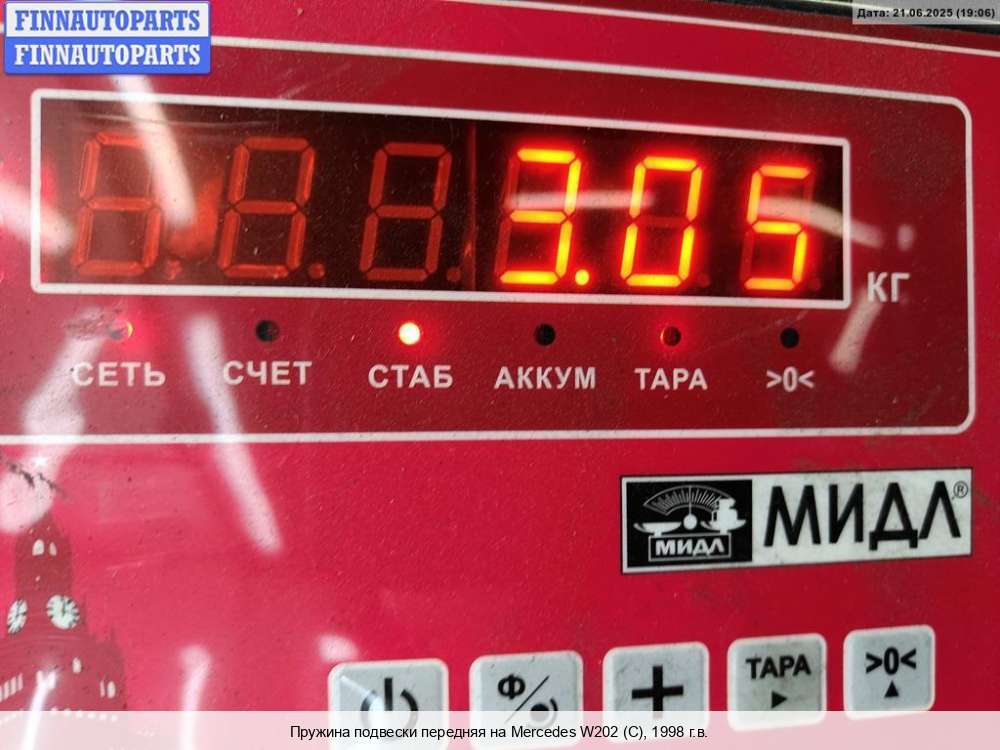 FINNAUTOPARTS
FINNAUTOPARTS
Дата: 21.06.2025 (19:06)
3.05
КГ
СЕТЬ СЧЕТ СТАБ АККУМ ТАРА >0<
МИДЛ МИДЛ®
Ф ТАРА >0<
Пружина подвески передняя на Mercedes W202 (C), 1998 г.в.